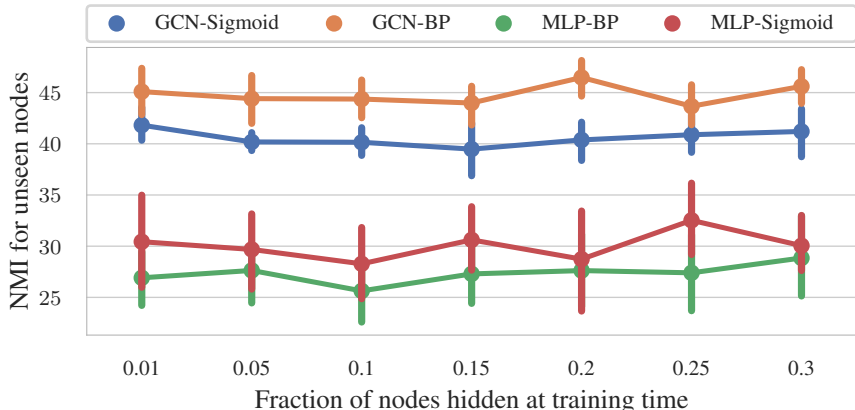 GCN-Sigmoid GCN-BP MLP-BP MLP-Sigmoid
NMI for unseen nodes
45
40
35
30
25
0.01 0.05 0.1 0.15 0.2 0.25 0.3
Fraction of nodes hidden at training time